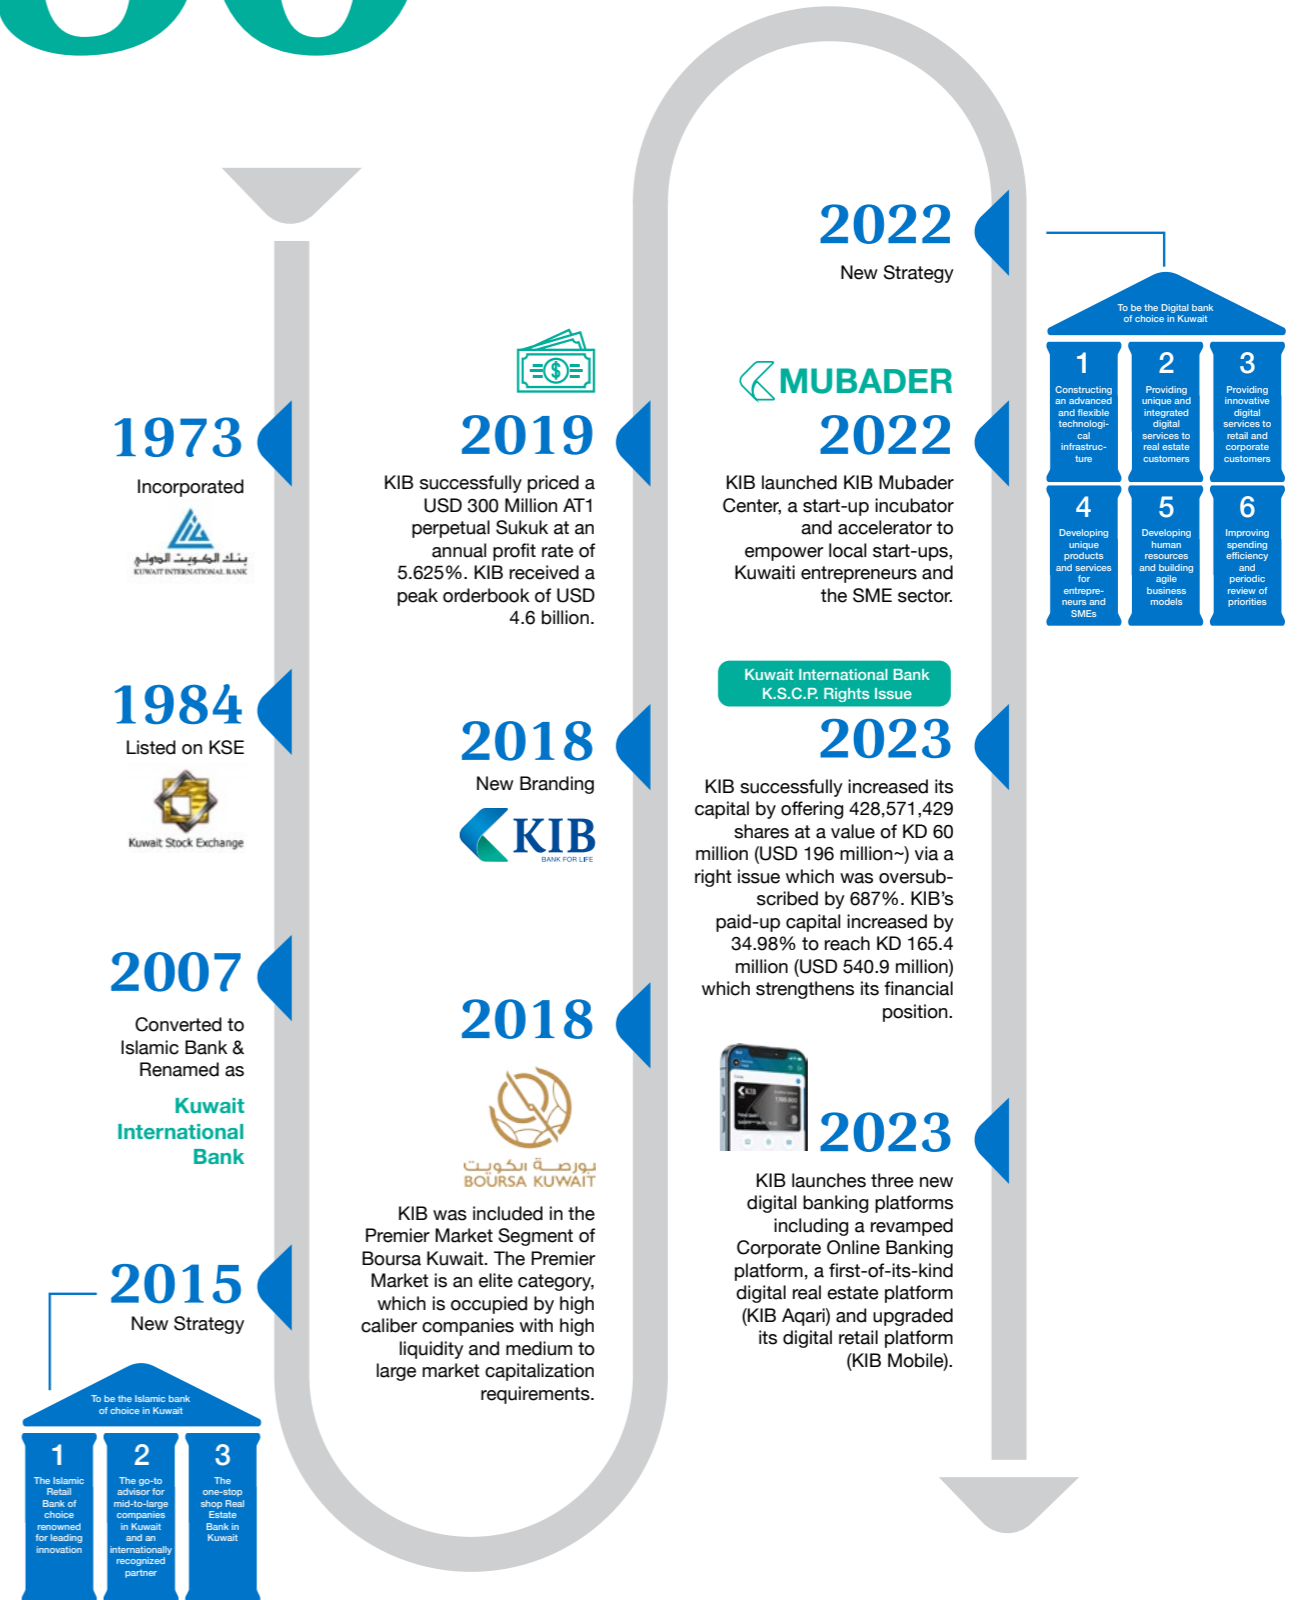 1973
Incorporated
بنك الكويت الدولي
KUWAIT INTERNATIONAL BANK
1984
Listed on KSE
Kuwait Stock Exchange
2007
Converted to
Islamic Bank &
Renamed as
Kuwait
International
Bank
2015
New Strategy
To be the Islamic bank
of choice in Kuwait
1
The Islamic
Retail
Bank of
choice
renowned
for leading
innovation
2
The go-to
advisor for
mid-to-large
companies
in Kuwait
and an
internationally
recognized
partner
3
The
one-stop
shop Real
Estate
Bank in
Kuwait
2018
بورصة الكويت
BOURSA KUWAIT
KIB was included in the
Premier Market Segment of
Boursa Kuwait. The Premier
Market is an elite category,
which is occupied by high
caliber companies with high
liquidity and medium to
large market capitalization
requirements.
2018
New Branding
KIB
BANK FOR LIFE
2019
KIB successfully priced a
USD 300 Million AT1
perpetual Sukuk at an
annual profit rate of
5.625%. KIB received a
peak orderbook of USD
4.6 billion.
2022
New Strategy
To be the Digital bank
of choice in Kuwait
1
Constructing
an advanced
and flexible
technologi-
cal
infrastruc-
ture
2
Providing
unique and
integrated
digital
services to
real estate
customers
3
Providing
innovative
digital
services to
retail and
corporate
customers
4
Developing
unique
products
and services
for
entrepre-
neurs and
SMEs
5
Developing
human
resources
and building
agile
business
models
6
Improving
spending
efficiency
and
periodic
review of
priorities
MUBADER
2022
KIB launched KIB Mubader
Center, a start-up incubator
and accelerator to
empower local start-ups,
Kuwaiti entrepreneurs and
the SME sector.
Kuwait International Bank
K.S.C.P. Rights Issue
2023
KIB successfully increased its
capital by offering 428,571,429
shares at a value of KD 60
million (USD 196 million~) via a
right issue which was oversub-
scribed by 687%. KIB's
paid-up capital increased by
34.98% to reach KD 165.4
million (USD 540.9 million)
which strengthens its financial
position.
KIB
2023
KIB launches three new
digital banking platforms
including a revamped
Corporate Online Banking
platform, a first-of-its-kind
digital real estate platform
(KIB Aqari) and upgraded
its digital retail platform
(KIB Mobile).